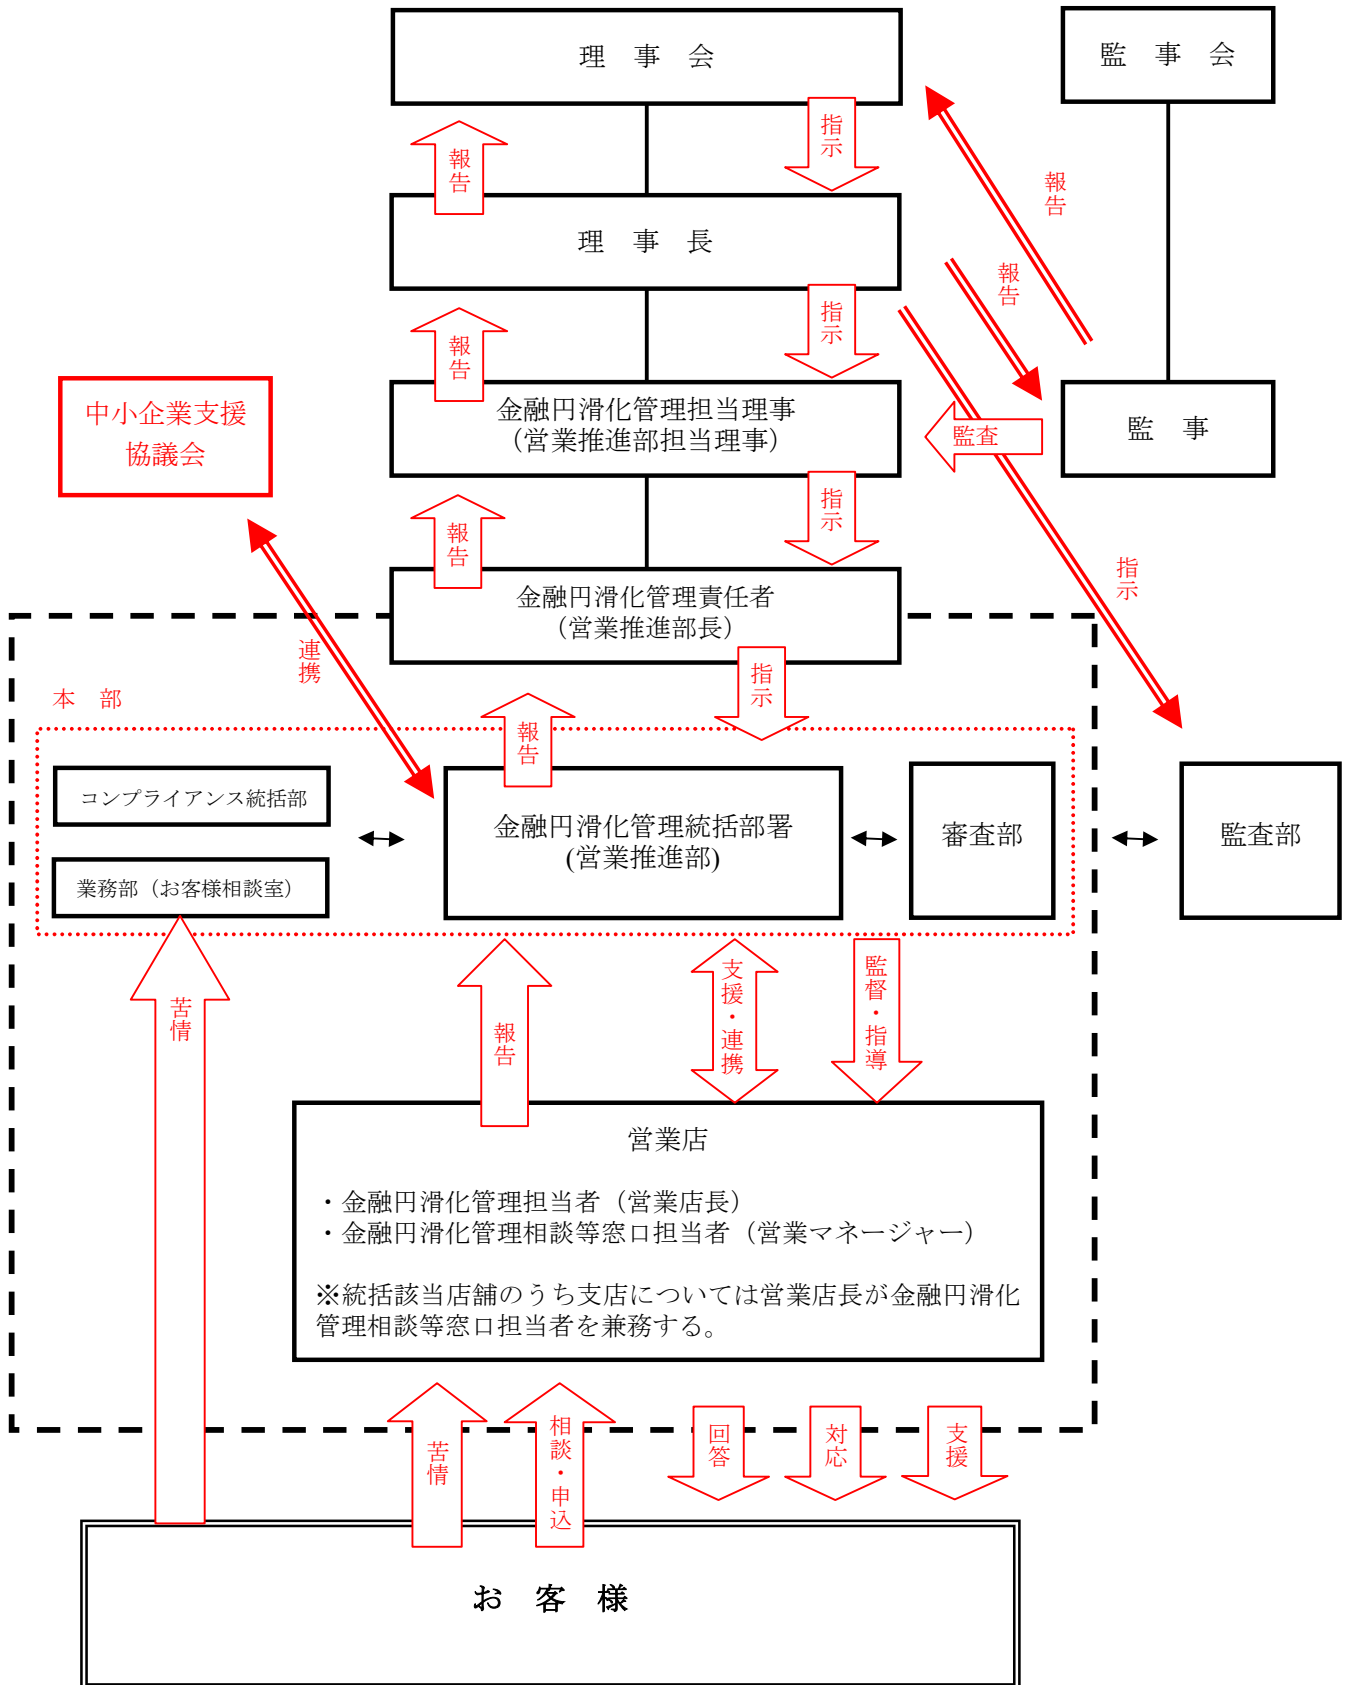 理　事　会
監　事　会
指示
報告
報告
理　事　長
報告
指示
報告
中小企業支援
協議会
金融円滑化管理担当理事
（営業推進部担当理事）
監査
監　事
指示
報告
指示
金融円滑化管理責任者
（営業推進部長）
連携
指示
本　部
報告
コンプライアンス統括部
業務部（お客様相談室）
金融円滑化管理統括部署
(営業推進部)
審査部
監査部
苦情
報告
支援・連携
監督・指導
営業店
・金融円滑化管理担当者（営業店長）
・金融円滑化管理相談等窓口担当者（営業マネージャー）
※統括該当店舗のうち支店については営業店長が金融円滑化
管理相談等窓口担当者を兼務する。
苦情
相談・申込
回答
対応
支援
お　客　様